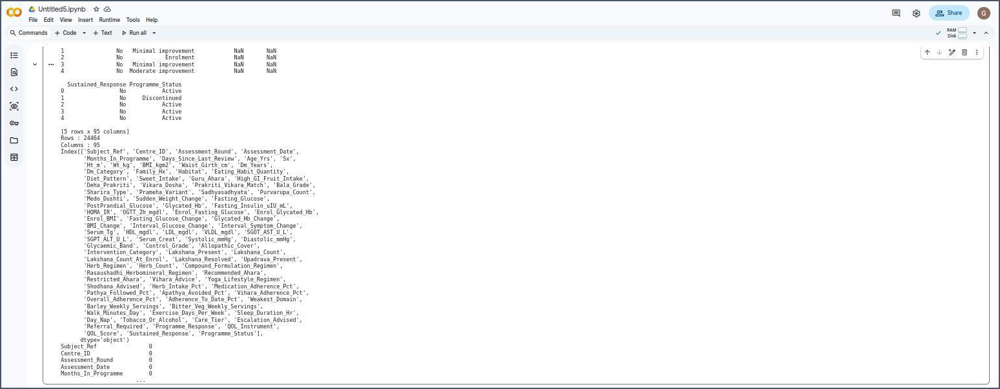 Untitled5.ipynb
File Edit View Insert Runtime Tools Help
Share
G
Commands + Code + Text Run all
RAM
Disk
1 No Minimal improvement NaN NaN
2 No Enrolment NaN NaN
3 No Minimal improvement NaN NaN
4 No Moderate improvement NaN NaN
Sustained_Response Programme_Status
0 No Active
1 No Discontinued
2 No Active
3 No Active
4 No Active
[5 rows x 95 columns]
Rows : 24464
Columns : 95
Index(['Subject_Ref', 'Centre_ID', 'Assessment_Round', 'Assessment_Date',
'Months_In_Programme', 'Days_Since_Last_Review', 'Age_Yrs', 'Sx',
'Ht_m', 'Wt_kg', 'BMI_kgm2', 'Waist_Girth_cm', 'Dm_Years',
'Dm_Category', 'Family_Hx', 'Habitat', 'Eating_Habit_Quantity',
'Diet_Pattern', 'Sweet_Intake', 'Guru_Ahara', 'High_GI_Fruit_Intake',
'Deha_Prakriti', 'Vikara_Dosha', 'Prakriti_Vikara_Match', 'Bala_Grade',
'Sharira_Type', 'Prameha_Variant', 'Sadhyasadhyata', 'Purvarupa_Count',
'Medo_Dushti', 'Sudden_Weight_Change', 'Fasting_Glucose',
'PostPrandial_Glucose', 'Glycated_Hb', 'Fasting_Insulin_uIU_mL',
'HOMA_IR', 'OGTT_2h_mgdl', 'Enrol_Fasting_Glucose', 'Enrol_Glycated_Hb',
'Enrol_BMI', 'Fasting_Glucose_Change', 'Glycated_Hb_Change',
'BMI_Change', 'Interval_Glucose_Change', 'Interval_Symptom_Change',
'Serum_Tg', 'HDL_mgdl', 'LDL_mgdl', 'VLDL_mgdl', 'SGOT_AST_U_L',
'SGPT_ALT_U_L', 'Serum_Creat', 'Systolic_mmHg', 'Diastolic_mmHg',
'Glycaemic_Band', 'Control_Grade', 'Allopathic_Cover',
'Intervention_Category', 'Lakshana_Present', 'Lakshana_Count',
'Lakshana_Count_At_Enrol', 'Lakshana_Resolved', 'Upadrava_Present',
'Herb_Regimen', 'Herb_Count', 'Compound_Formulation_Regimen',
'Rasaushadhi_Herbomineral_Regimen', 'Recommended_Ahara',
'Restricted_Ahara', 'Vihara_Advice', 'Yoga_Lifestyle_Regimen',
'Shodhana_Advised', 'Herb_Intake_Pct', 'Medication_Adherence_Pct',
'Pathya_Followed_Pct', 'Apathya_Avoided_Pct', 'Vihara_Adherence_Pct',
'Overall_Adherence_Pct', 'Adherence_To_Date_Pct', 'Weakest_Domain',
'Barley_Weekly_Servings', 'Bitter_Veg_Weekly_Servings',
'Walk_Minutes_Day', 'Exercise_Days_Per_Week', 'Sleep_Duration_Hr',
'Day_Nap', 'Tobacco_Or_Alcohol', 'Care_Tier', 'Escalation_Advised',
'Referral_Required', 'Programme_Response', 'QOL_Instrument',
'QOL_Score', 'Sustained_Response', 'Programme_Status'],
dtype='object')
Subject_Ref 0
Centre_ID 0
Assessment_Round 0
Assessment_Date 0
Months_In_Programme 0
...